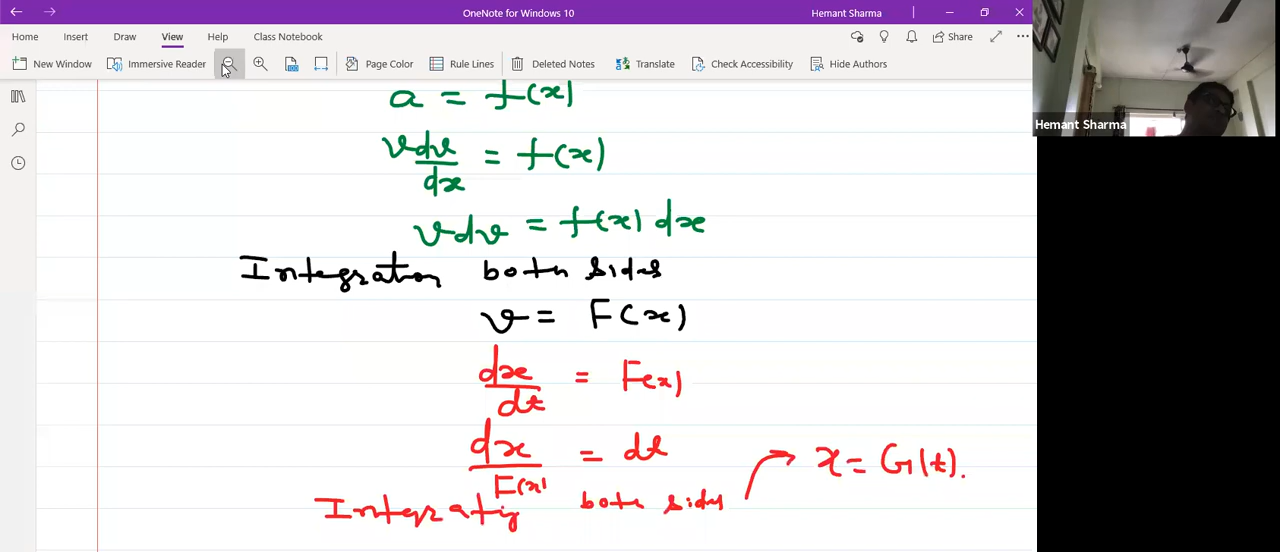 OneNote for Windows 10
Hemant Sharma
Home Insert Draw View Help Class Notebook
Share
New Window Immersive Reader Page Color Rule Lines Deleted Notes Translate Check Accessibility Hide Authors
Hemant Sharma
a = f(x)
v dv/dx = f(x)
v dv = f(x) dx
Integration both sides
v = F(x)
dx/dt = F(x)
dx/F(x) = dt
x = G(t).
Integrating both sides